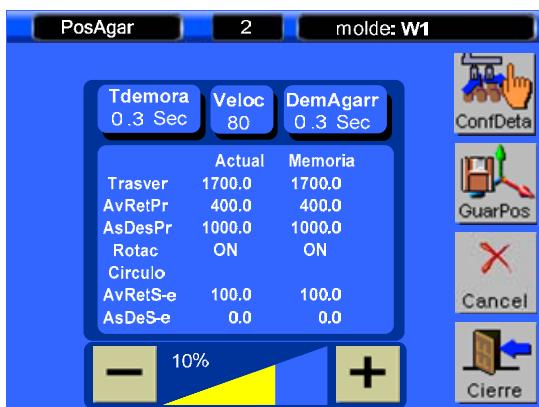 PosAgar 2 molde: W1
Tdemora Veloc DemAgarr
0.3 Sec 80 0.3 Sec
ConfDeta
Actual Memoria
Trasver 1700.0 1700.0
AvRetPr 400.0 400.0
AsDesPr 1000.0 1000.0
Rotac ON ON
Circulo
AvRetS-e 100.0 100.0
AsDeS-e 0.0 0.0
GuarPos
Cancel
10%
Cierre